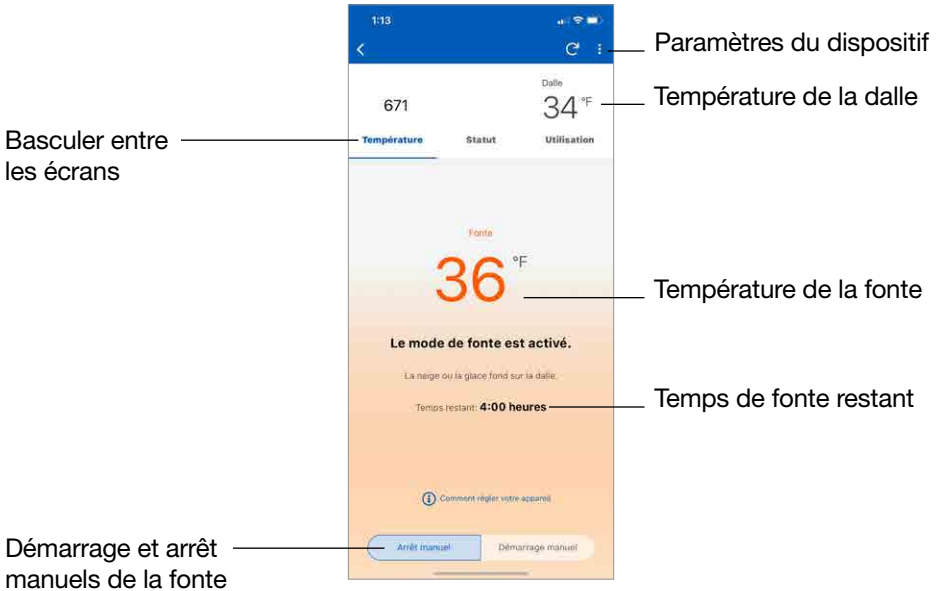 1:13
Paramètres du dispositif
Dalle
671
34 °F
Température de la dalle
Basculer entre
les écrans
Température
Statut
Utilisation
Fonte
36 °F
Température de la fonte
Le mode de fonte est activé.
La neige ou la glace fond sur la dalle.
Temps restant: 4:00 heures
Temps de fonte restant
Comment régler votre appareil
Démarrage et arrêt
manuels de la fonte
Arrêt manuel
Démarrage manuel